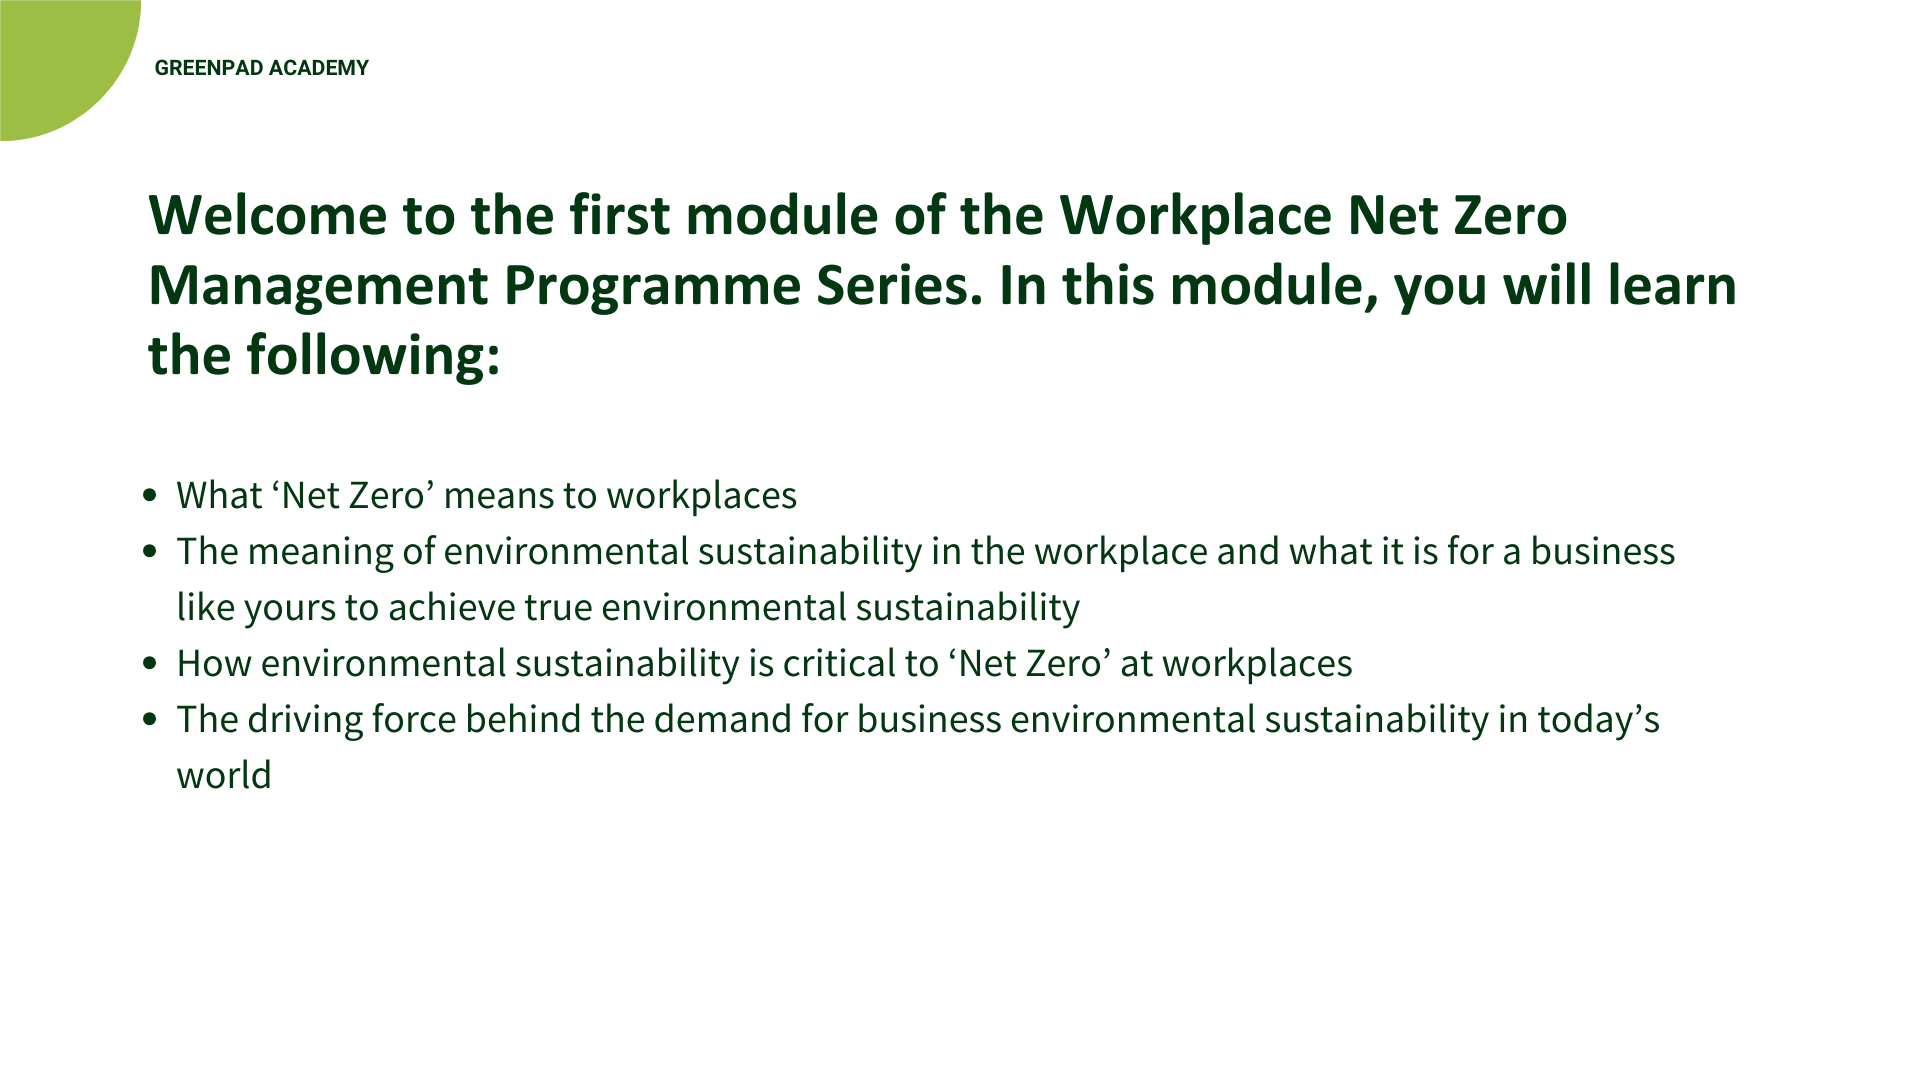 GREENPAD ACADEMY
Welcome to the first module of the Workplace Net Zero
Management Programme Series. In this module, you will learn
the following:
• What ‘Net Zero’ means to workplaces
• The meaning of environmental sustainability in the workplace and what it is for a business
like yours to achieve true environmental sustainability
• How environmental sustainability is critical to ‘Net Zero’ at workplaces
• The driving force behind the demand for business environmental sustainability in today’s
world